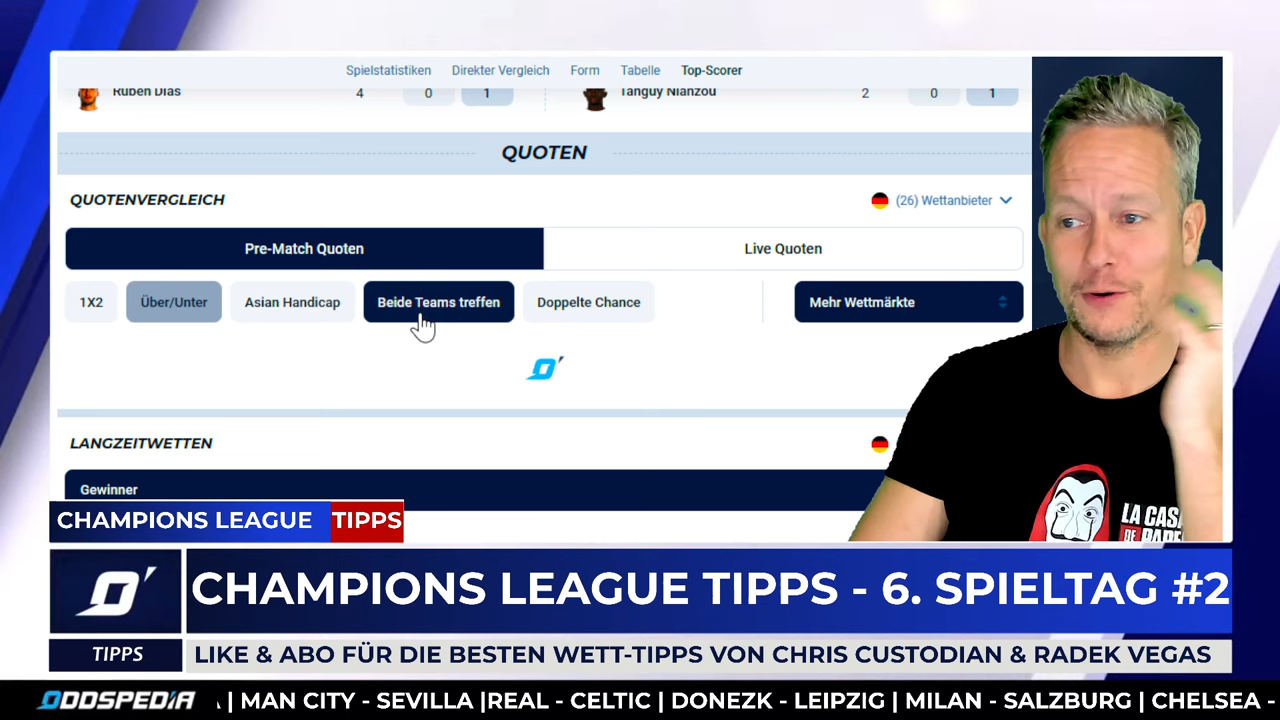 Spielstatistiken Direkter Vergleich Form Tabelle Top-Scorer
Ruben Dias 4 0 1 Tanguy Nianzou 2 0 1
QUOTEN
QUOTENVERGLEICH (26) Wettanbieter
Pre-Match Quoten Live Quoten
1X2 Über/Unter Asian Handicap Beide Teams treffen Doppelte Chance Mehr Wettmärkte
LANGZEITWETTEN
Gewinner
LA CASA
DE PAPEL
CHAMPIONS LEAGUE TIPPS
CHAMPIONS LEAGUE TIPPS - 6. SPIELTAG #2
TIPPS LIKE & ABO FÜR DIE BESTEN WETT-TIPPS VON CHRIS CUSTODIAN & RADEK VEGAS
ODDSPEDIA | MAN CITY - SEVILLA |REAL - CELTIC | DONEZK - LEIPZIG | MILAN - SALZBURG | CHELSEA -